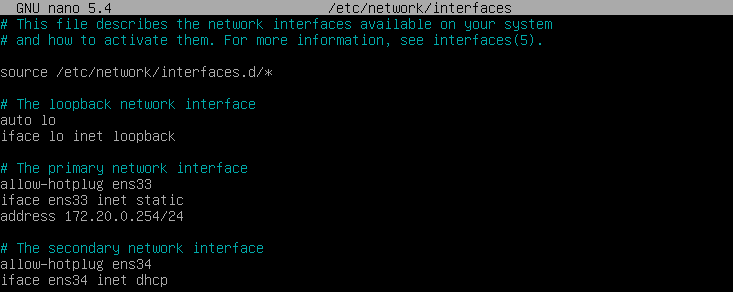 GNU nano 5.4 /etc/network/interfaces
# This file describes the network interfaces available on your system
# and how to activate them. For more information, see interfaces(5).
source /etc/network/interfaces.d/*
# The loopback network interface
auto lo
iface lo inet loopback
# The primary network interface
allow-hotplug ens33
iface ens33 inet static
address 172.20.0.254/24
# The secondary network interface
allow-hotplug ens34
iface ens34 inet dhcp